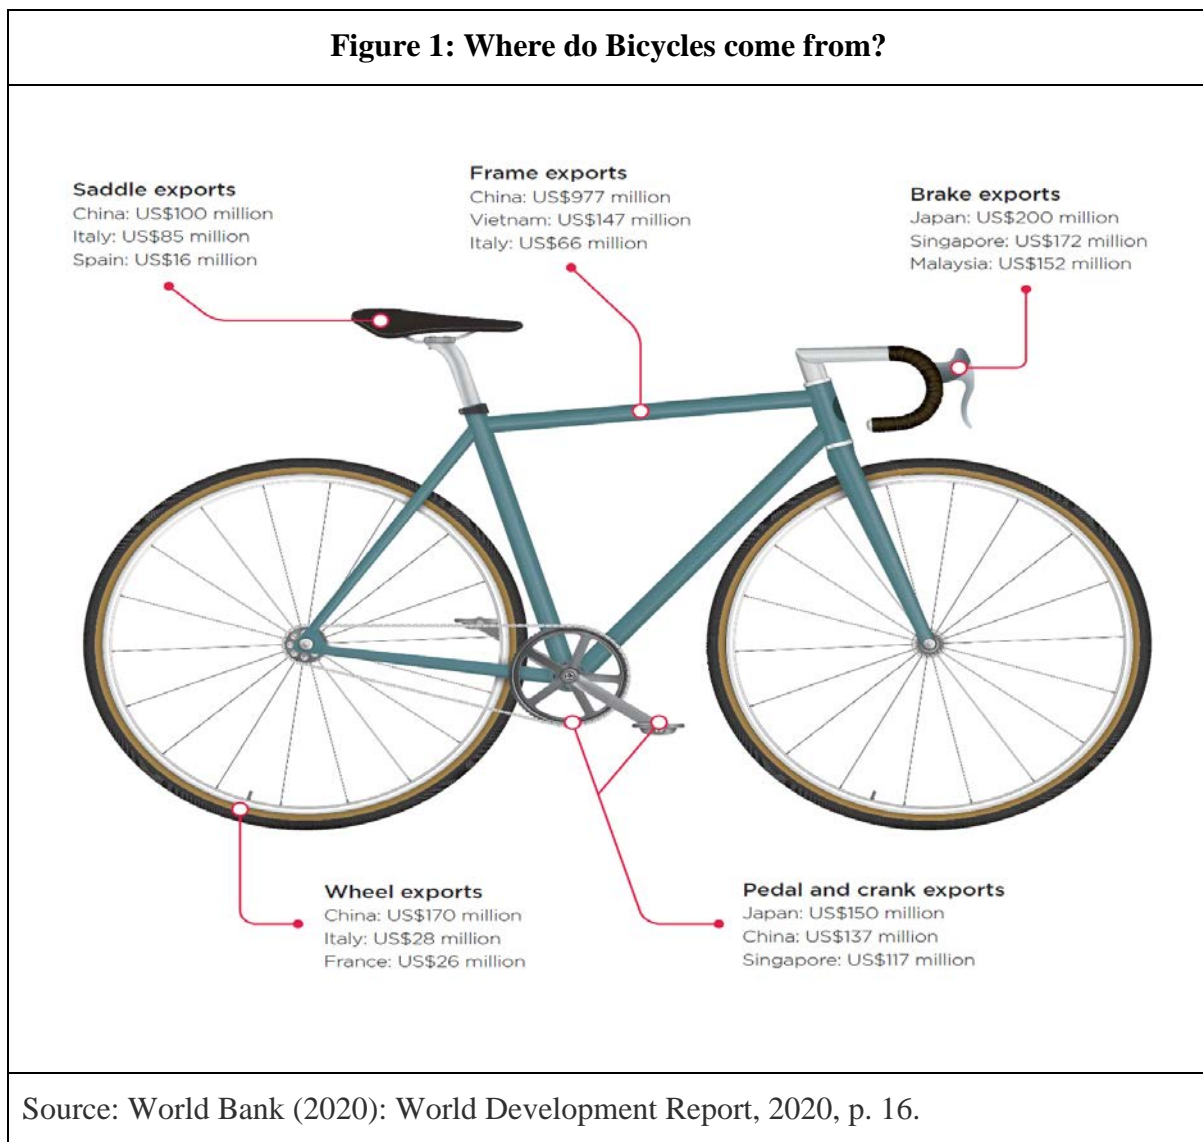 Figure 1: Where do Bicycles come from?
Saddle exports
China: US$100 million
Italy: US$85 million
Spain: US$16 million
Frame exports
China: US$977 million
Vietnam: US$147 million
Italy: US$66 million
Brake exports
Japan: US$200 million
Singapore: US$172 million
Malaysia: US$152 million
Wheel exports
China: US$170 million
Italy: US$28 million
France: US$26 million
Pedal and crank exports
Japan: US$150 million
China: US$137 million
Singapore: US$117 million
Source: World Bank (2020): World Development Report, 2020, p. 16.